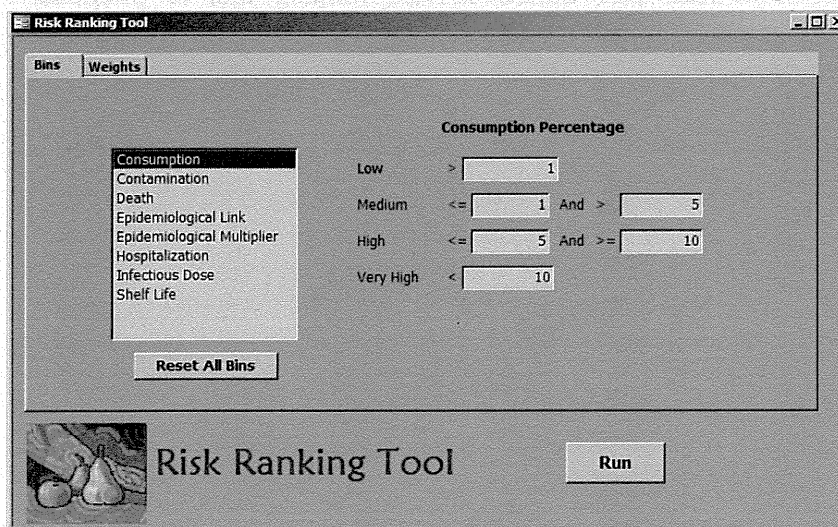 Risk Ranking Tool
Bins Weights
Consumption Percentage
Consumption
Contamination
Death
Epidemiological Link
Epidemiological Multiplier
Hospitalization
Infectious Dose
Shelf Life
Low > 1
Medium <= 1 And > 5
High <= 5 And >= 10
Very High < 10
Reset All Bins
Risk Ranking Tool
Run